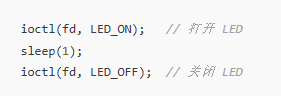 ioctl(fd, LED_ON);   // 打开 LED
sleep(1);
ioctl(fd, LED_OFF);  // 关闭 LED